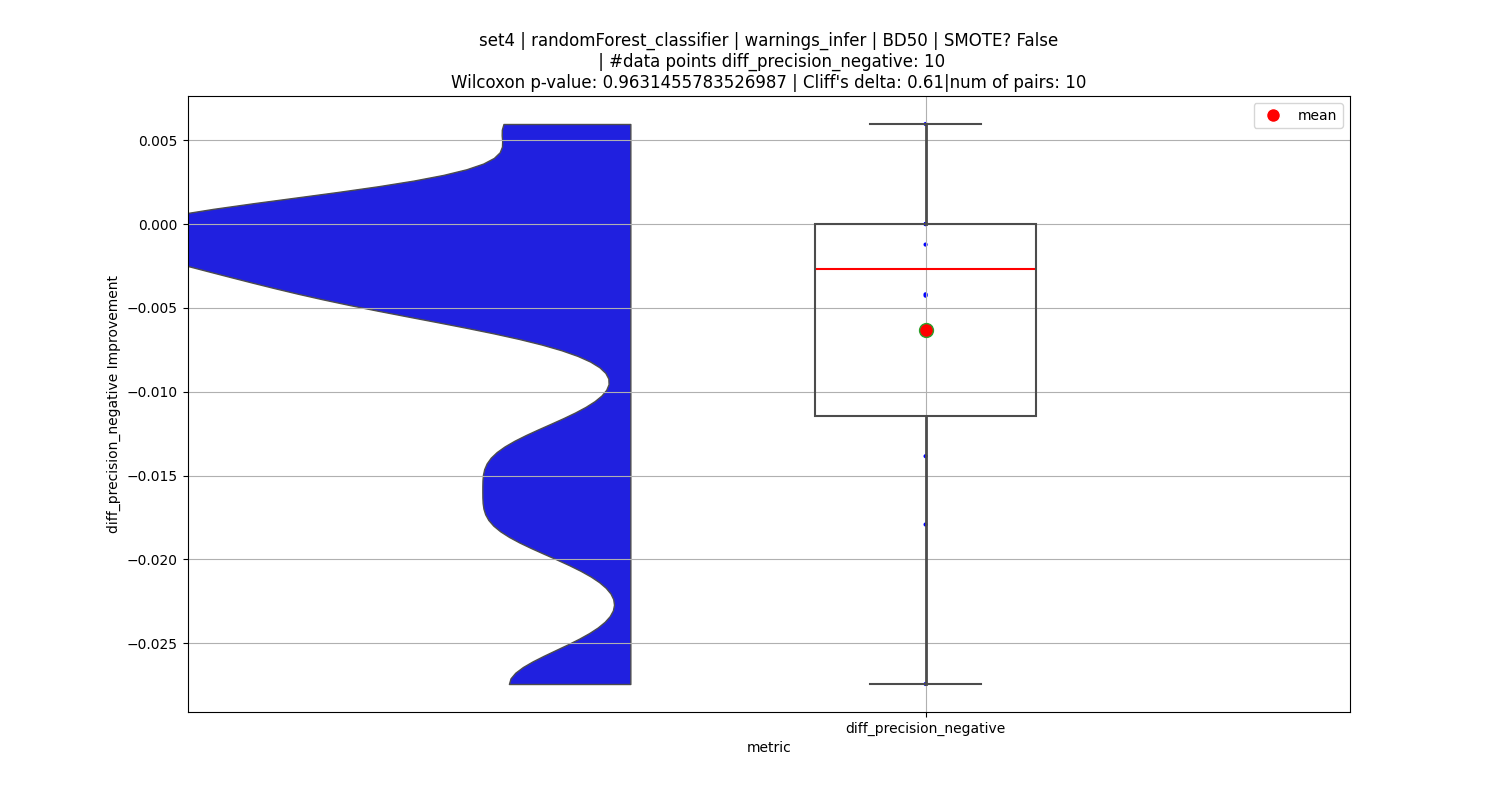 set4 | randomForest_classifier | warnings_infer | BD50 | SMOTE? False
| #data points diff_precision_negative: 10
Wilcoxon p-value: 0.9631455783526987 | Cliff's delta: 0.61|num of pairs: 10
mean
0.005
0.000
−0.005
−0.010
−0.015
−0.020
−0.025
diff_precision_negative Improvement
diff_precision_negative
metric